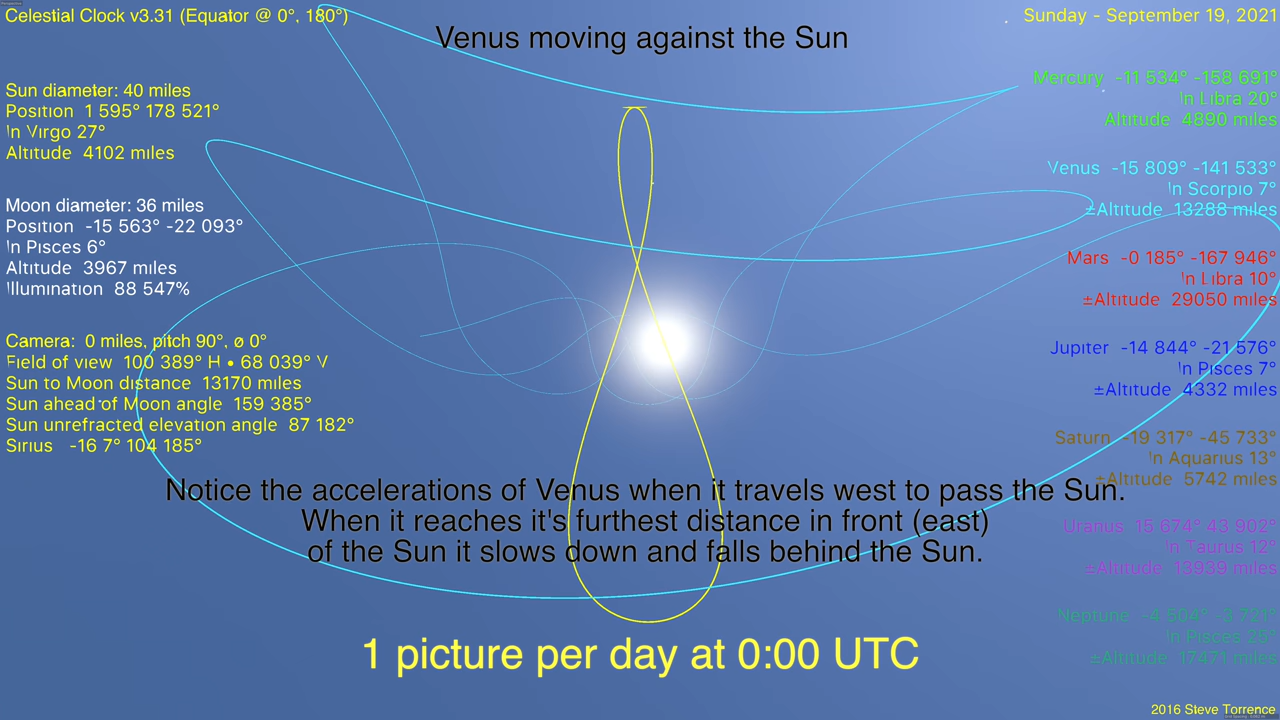 Celestial Clock v3.31 (Equator @ 0°, 180°)
Sunday - September 19, 2021
Venus moving against the Sun
Sun diameter: 40 miles
Position 1 595° 178 521°
In Virgo 27°
Altitude 4102 miles
Moon diameter: 36 miles
Position -15 563° -22 093°
In Pisces 6°
Altitude 3967 miles
Illumination 88 547%
Camera: 0 miles, pitch 90°, ø 0°
Field of view 100 389° H • 68 039° V
Sun to Moon distance 13170 miles
Sun ahead of Moon angle 159 385°
Sun unrefracted elevation angle 87 182°
Sirius -16 7° 104 185°
Mercury -11 534° -158 691°
In Libra 20°
Altitude 4890 miles
Venus -15 809° -141 533°
In Scorpio 7°
±Altitude 13288 miles
Mars -0 185° -167 946°
In Libra 10°
±Altitude 29050 miles
Jupiter -14 844° -21 576°
In Pisces 7°
±Altitude 4332 miles
Saturn -19 317° -45 733°
In Aquarius 13°
±Altitude 5742 miles
Uranus 15 674° 43 902°
In Taurus 12°
±Altitude 13939 miles
Neptune -4 504° -3 721°
In Pisces 28°
±Altitude 17471 miles
Notice the accelerations of Venus when it travels west to pass the Sun.
When it reaches it's furthest distance in front (east)
of the Sun it slows down and falls behind the Sun.
1 picture per day at 0:00 UTC
2016 Steve Torrence